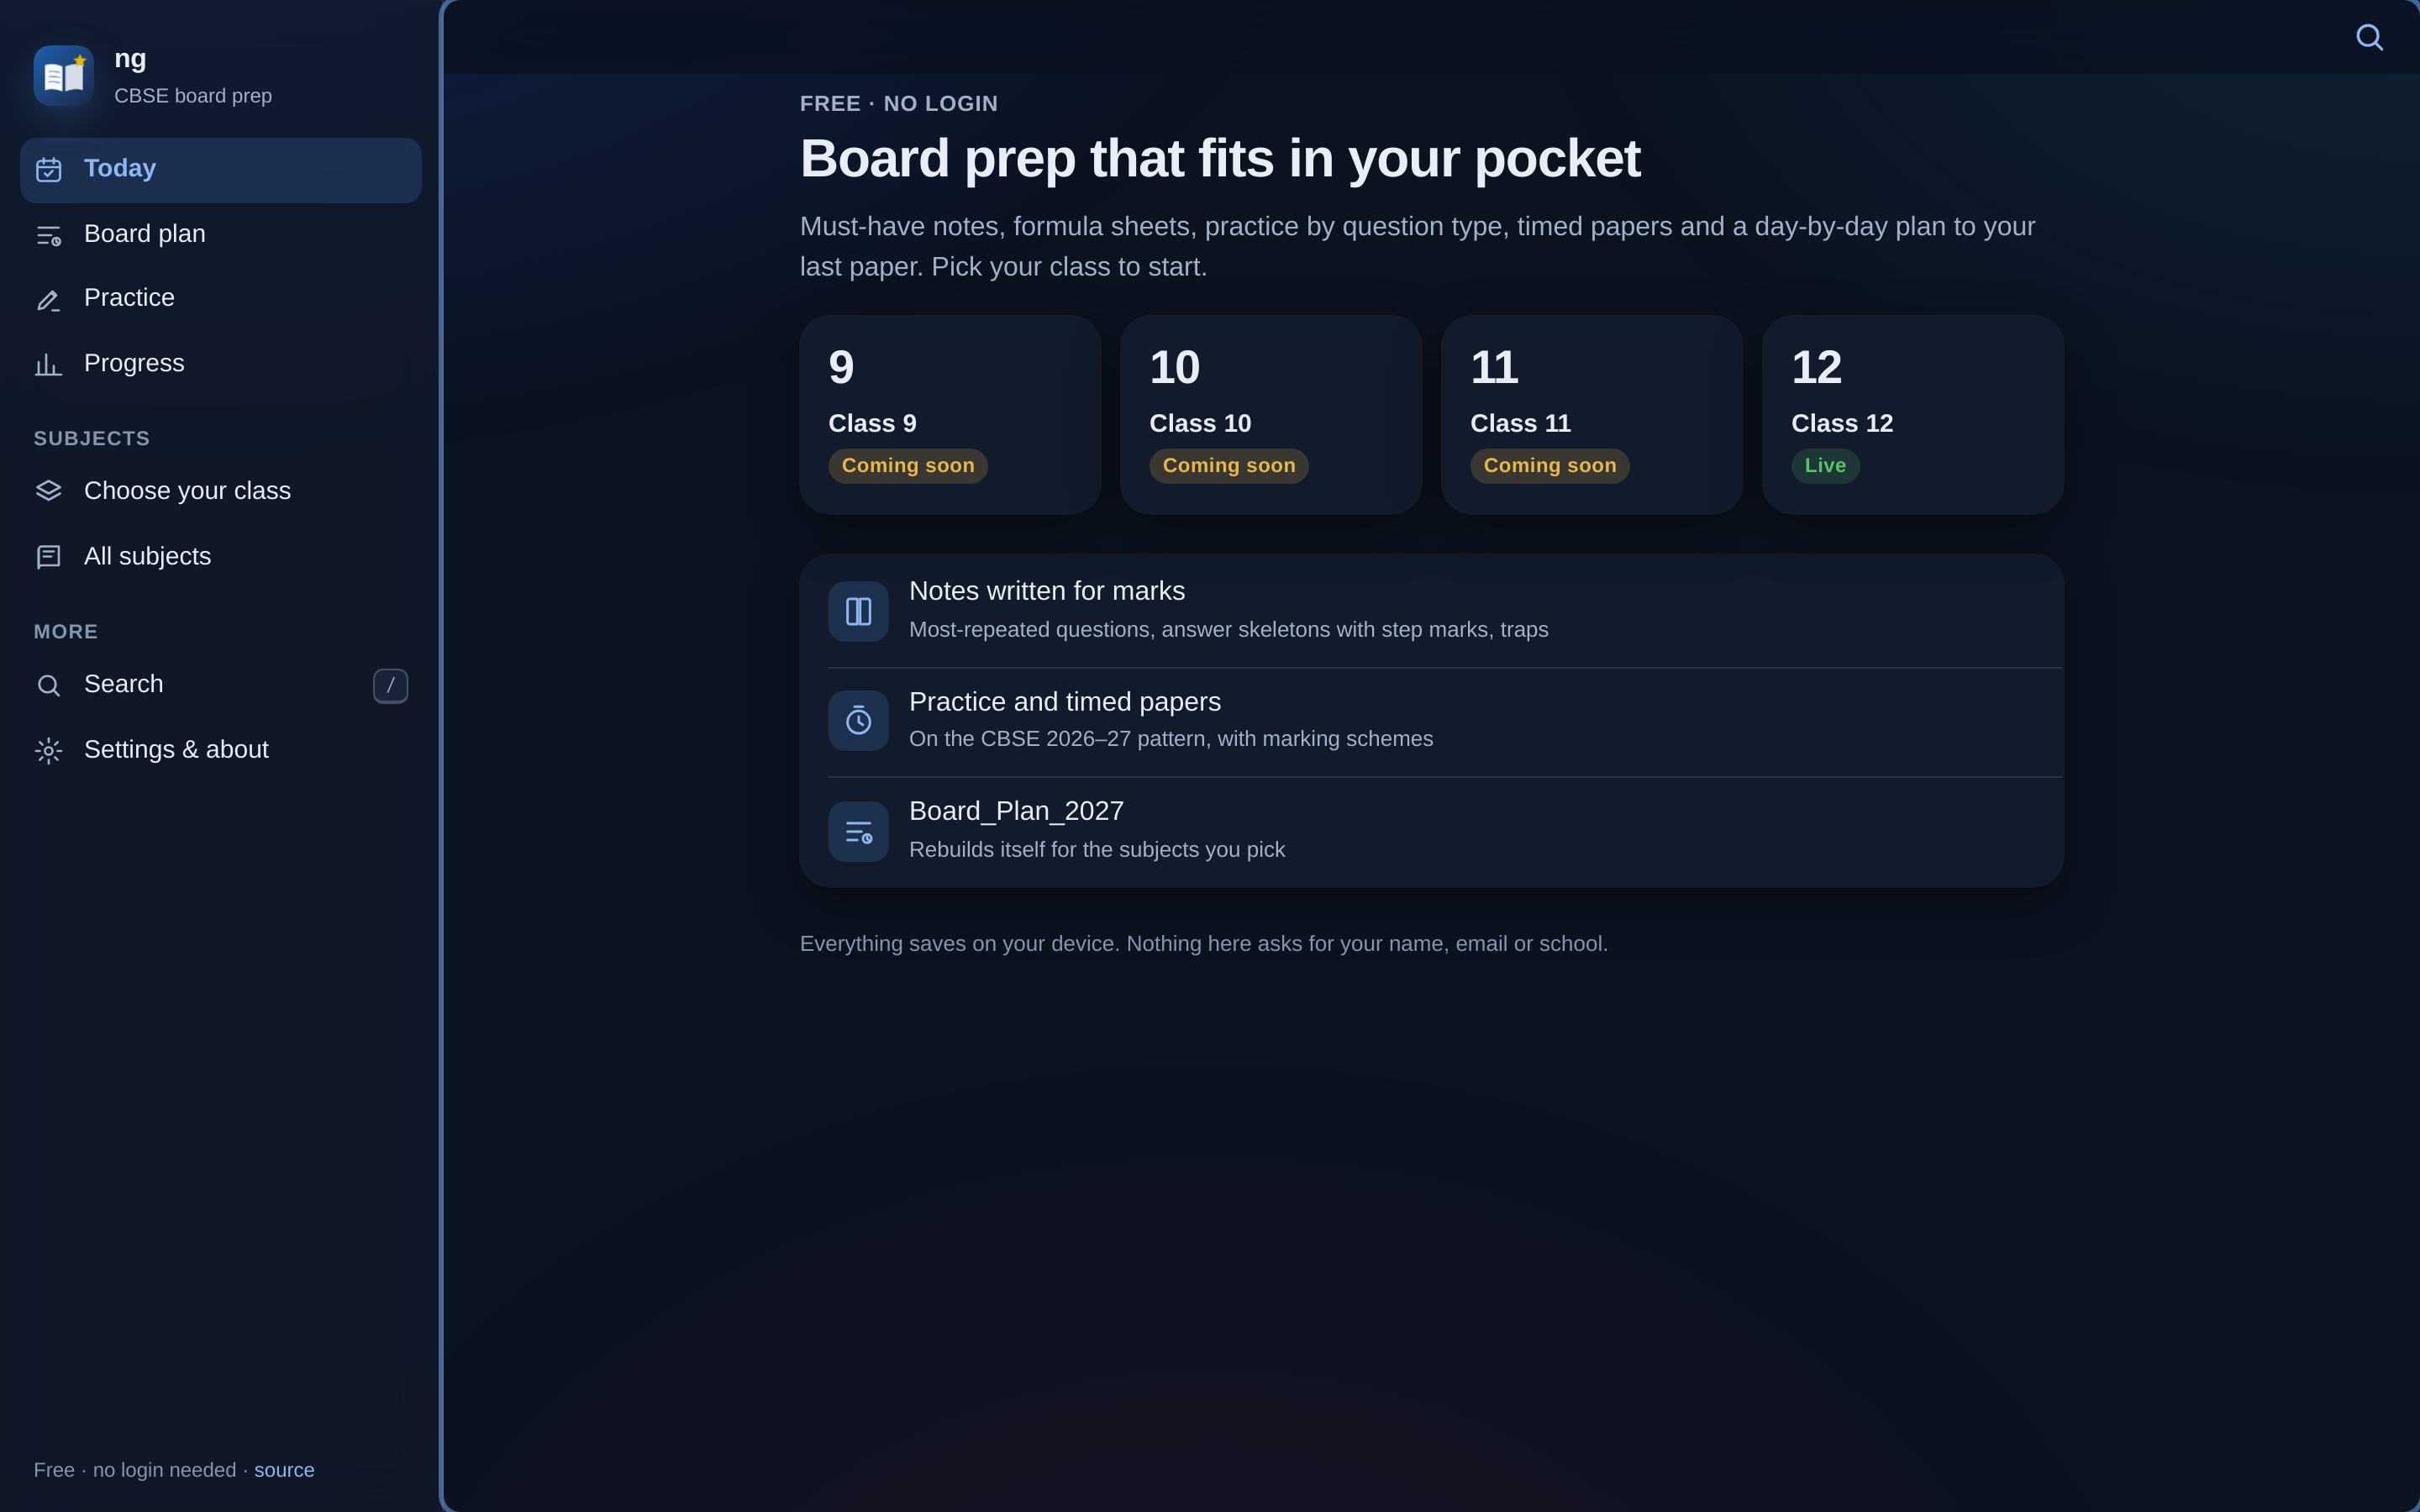 ng
CBSE board prep
Today
Board plan
Practice
Progress
SUBJECTS
Choose your class
All subjects
MORE
Search /
Settings & about
Free · no login needed · source
FREE · NO LOGIN
Board prep that fits in your pocket
Must-have notes, formula sheets, practice by question type, timed papers and a day-by-day plan to your
last paper. Pick your class to start.
9
Class 9
Coming soon
10
Class 10
Coming soon
11
Class 11
Coming soon
12
Class 12
Live
Notes written for marks
Most-repeated questions, answer skeletons with step marks, traps
Practice and timed papers
On the CBSE 2026–27 pattern, with marking schemes
Board_Plan_2027
Rebuilds itself for the subjects you pick
Everything saves on your device. Nothing here asks for your name, email or school.